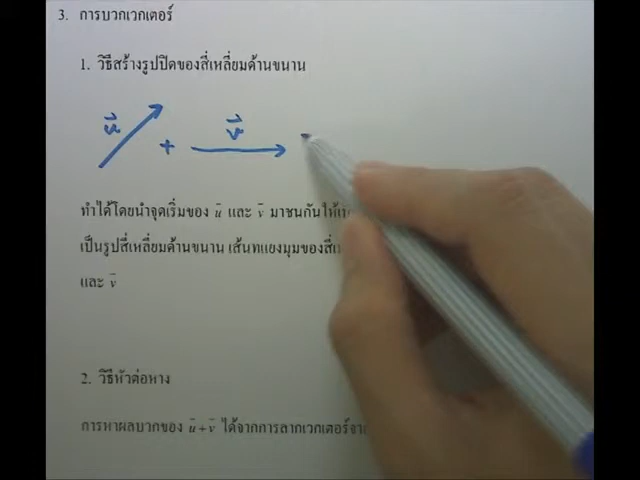 3. การบวกเวกเตอร์
1. วิธีสร้างรูปปิดของสี่เหลี่ยมด้านขนาน
u⃗ + v⃗
ทำได้โดยนำจุดเริ่มของ u̅ และ v̅ มาชนกันให้
เป็นรูปสี่เหลี่ยมด้านขนาน เส้นทแยงมุมของ
และ v̅
2. วิธีหัวต่อหาง
การหาผลบวกของ u̅ + v̅ ได้จากการลากเวกเตอร์